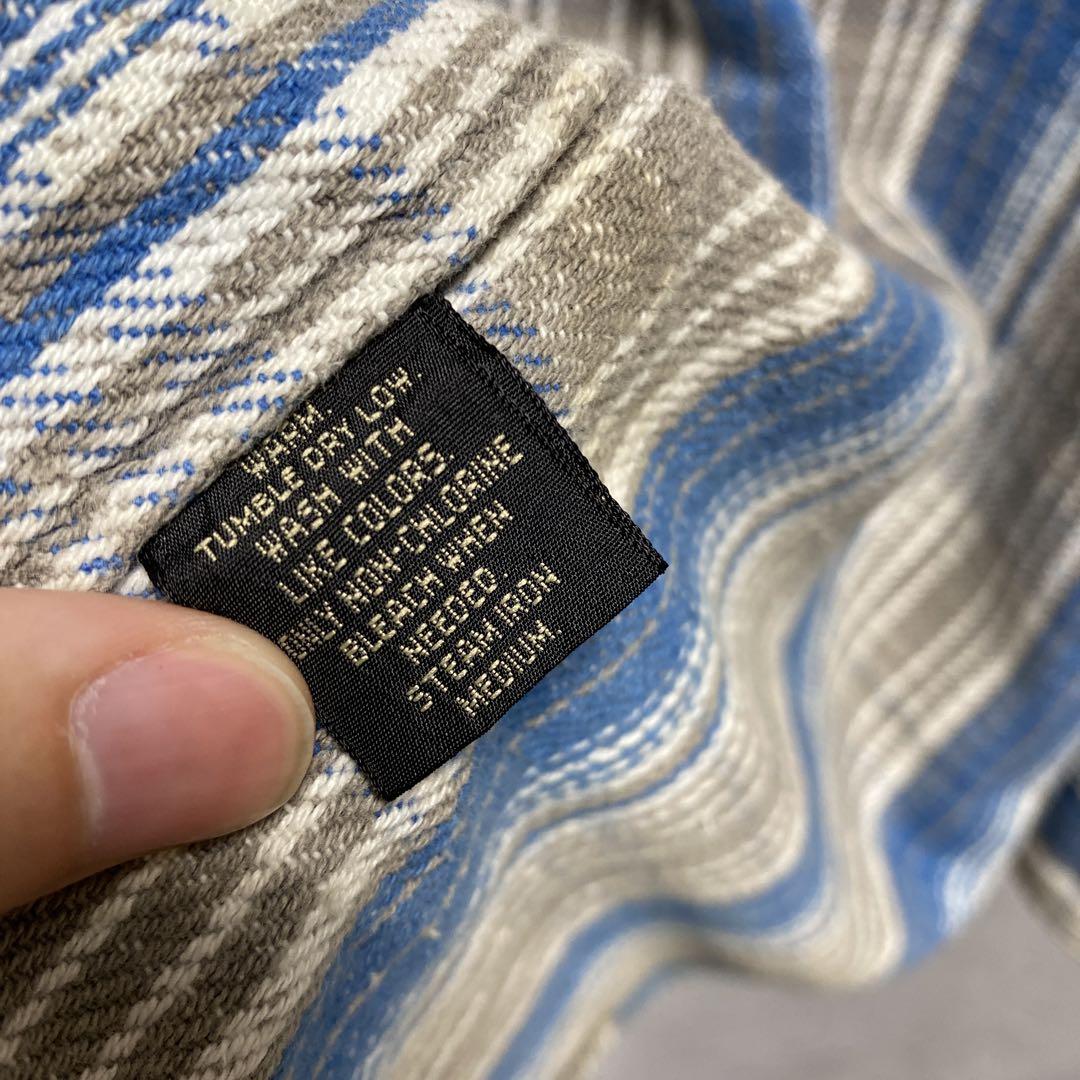 WARM.
TUMBLE DRY LOW.
WASH WITH
LIKE COLORS
ONLY NON-CHLORINE
BLEACH WHEN
NEEDED.
STEAM IRON
MEDIUM.